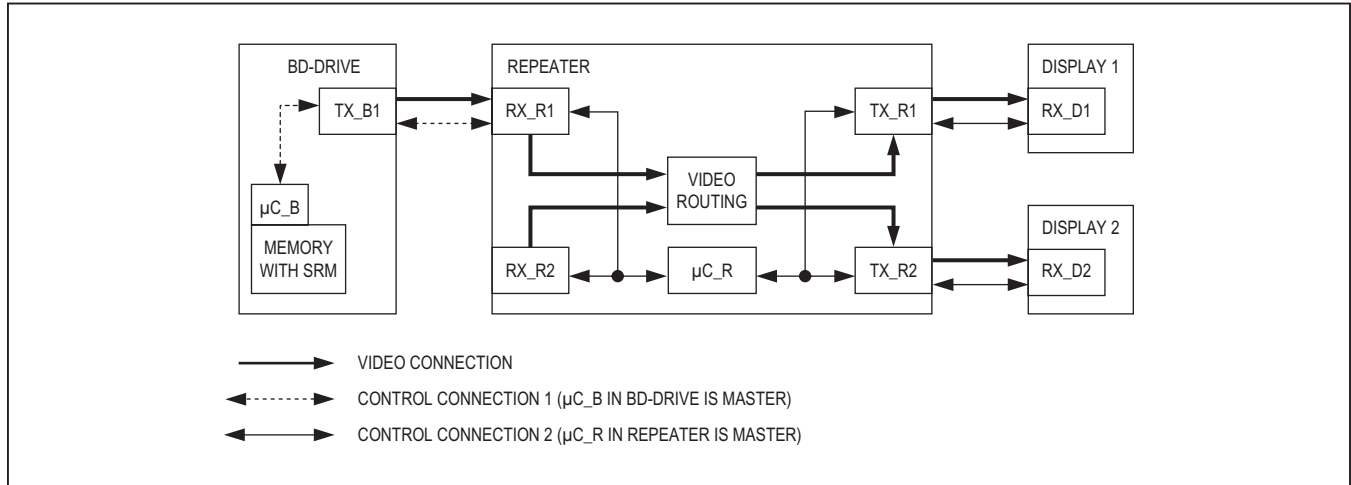 BD-DRIVE
TX_B1
µC_B
MEMORY
WITH SRM
REPEATER
RX_R1
RX_R2
VIDEO
ROUTING
µC_R
TX_R1
TX_R2
DISPLAY 1
RX_D1
DISPLAY 2
RX_D2
VIDEO CONNECTION
CONTROL CONNECTION 1 (µC_B IN BD-DRIVE IS MASTER)
CONTROL CONNECTION 2 (µC_R IN REPEATER IS MASTER)